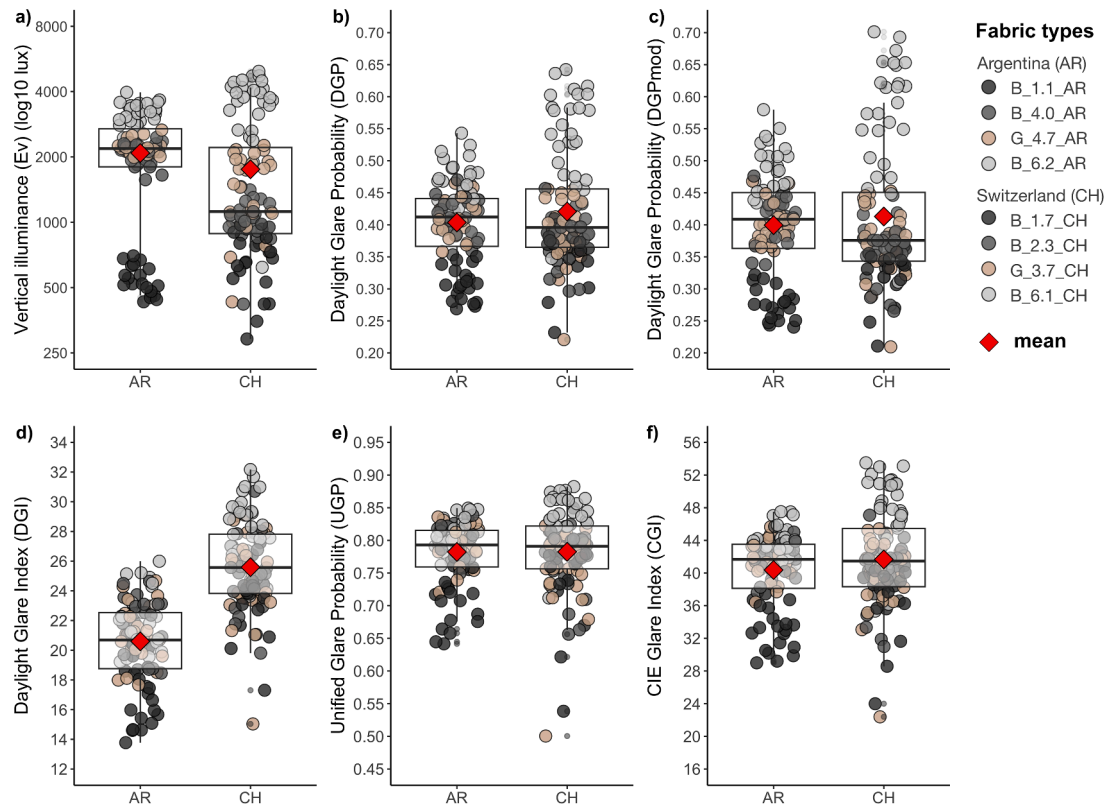 a)
Vertical illuminance (Ev) (log10 lux)
8000
4000
2000
1000
500
250
AR
CH
b)
Daylight Glare Probability (DGP)
0.70
0.65
0.60
0.55
0.50
0.45
0.40
0.35
0.30
0.25
0.20
AR
CH
c)
Daylight Glare Probability (DGPmod)
0.70
0.65
0.60
0.55
0.50
0.45
0.40
0.35
0.30
0.25
0.20
AR
CH
Fabric types
Argentina (AR)
B_1.1_AR
B_4.0_AR
G_4.7_AR
B_6.2_AR
Switzerland (CH)
B_1.7_CH
B_2.3_CH
G_3.7_CH
B_6.1_CH
mean
d)
Daylight Glare Index (DGI)
34
32
30
28
26
24
22
20
18
16
14
12
AR
CH
e)
Unified Glare Probability (UGP)
0.95
0.90
0.85
0.80
0.75
0.70
0.65
0.60
0.55
0.50
0.45
AR
CH
f)
CIE Glare Index (CGI)
56
52
48
44
40
36
32
28
24
20
16
AR
CH